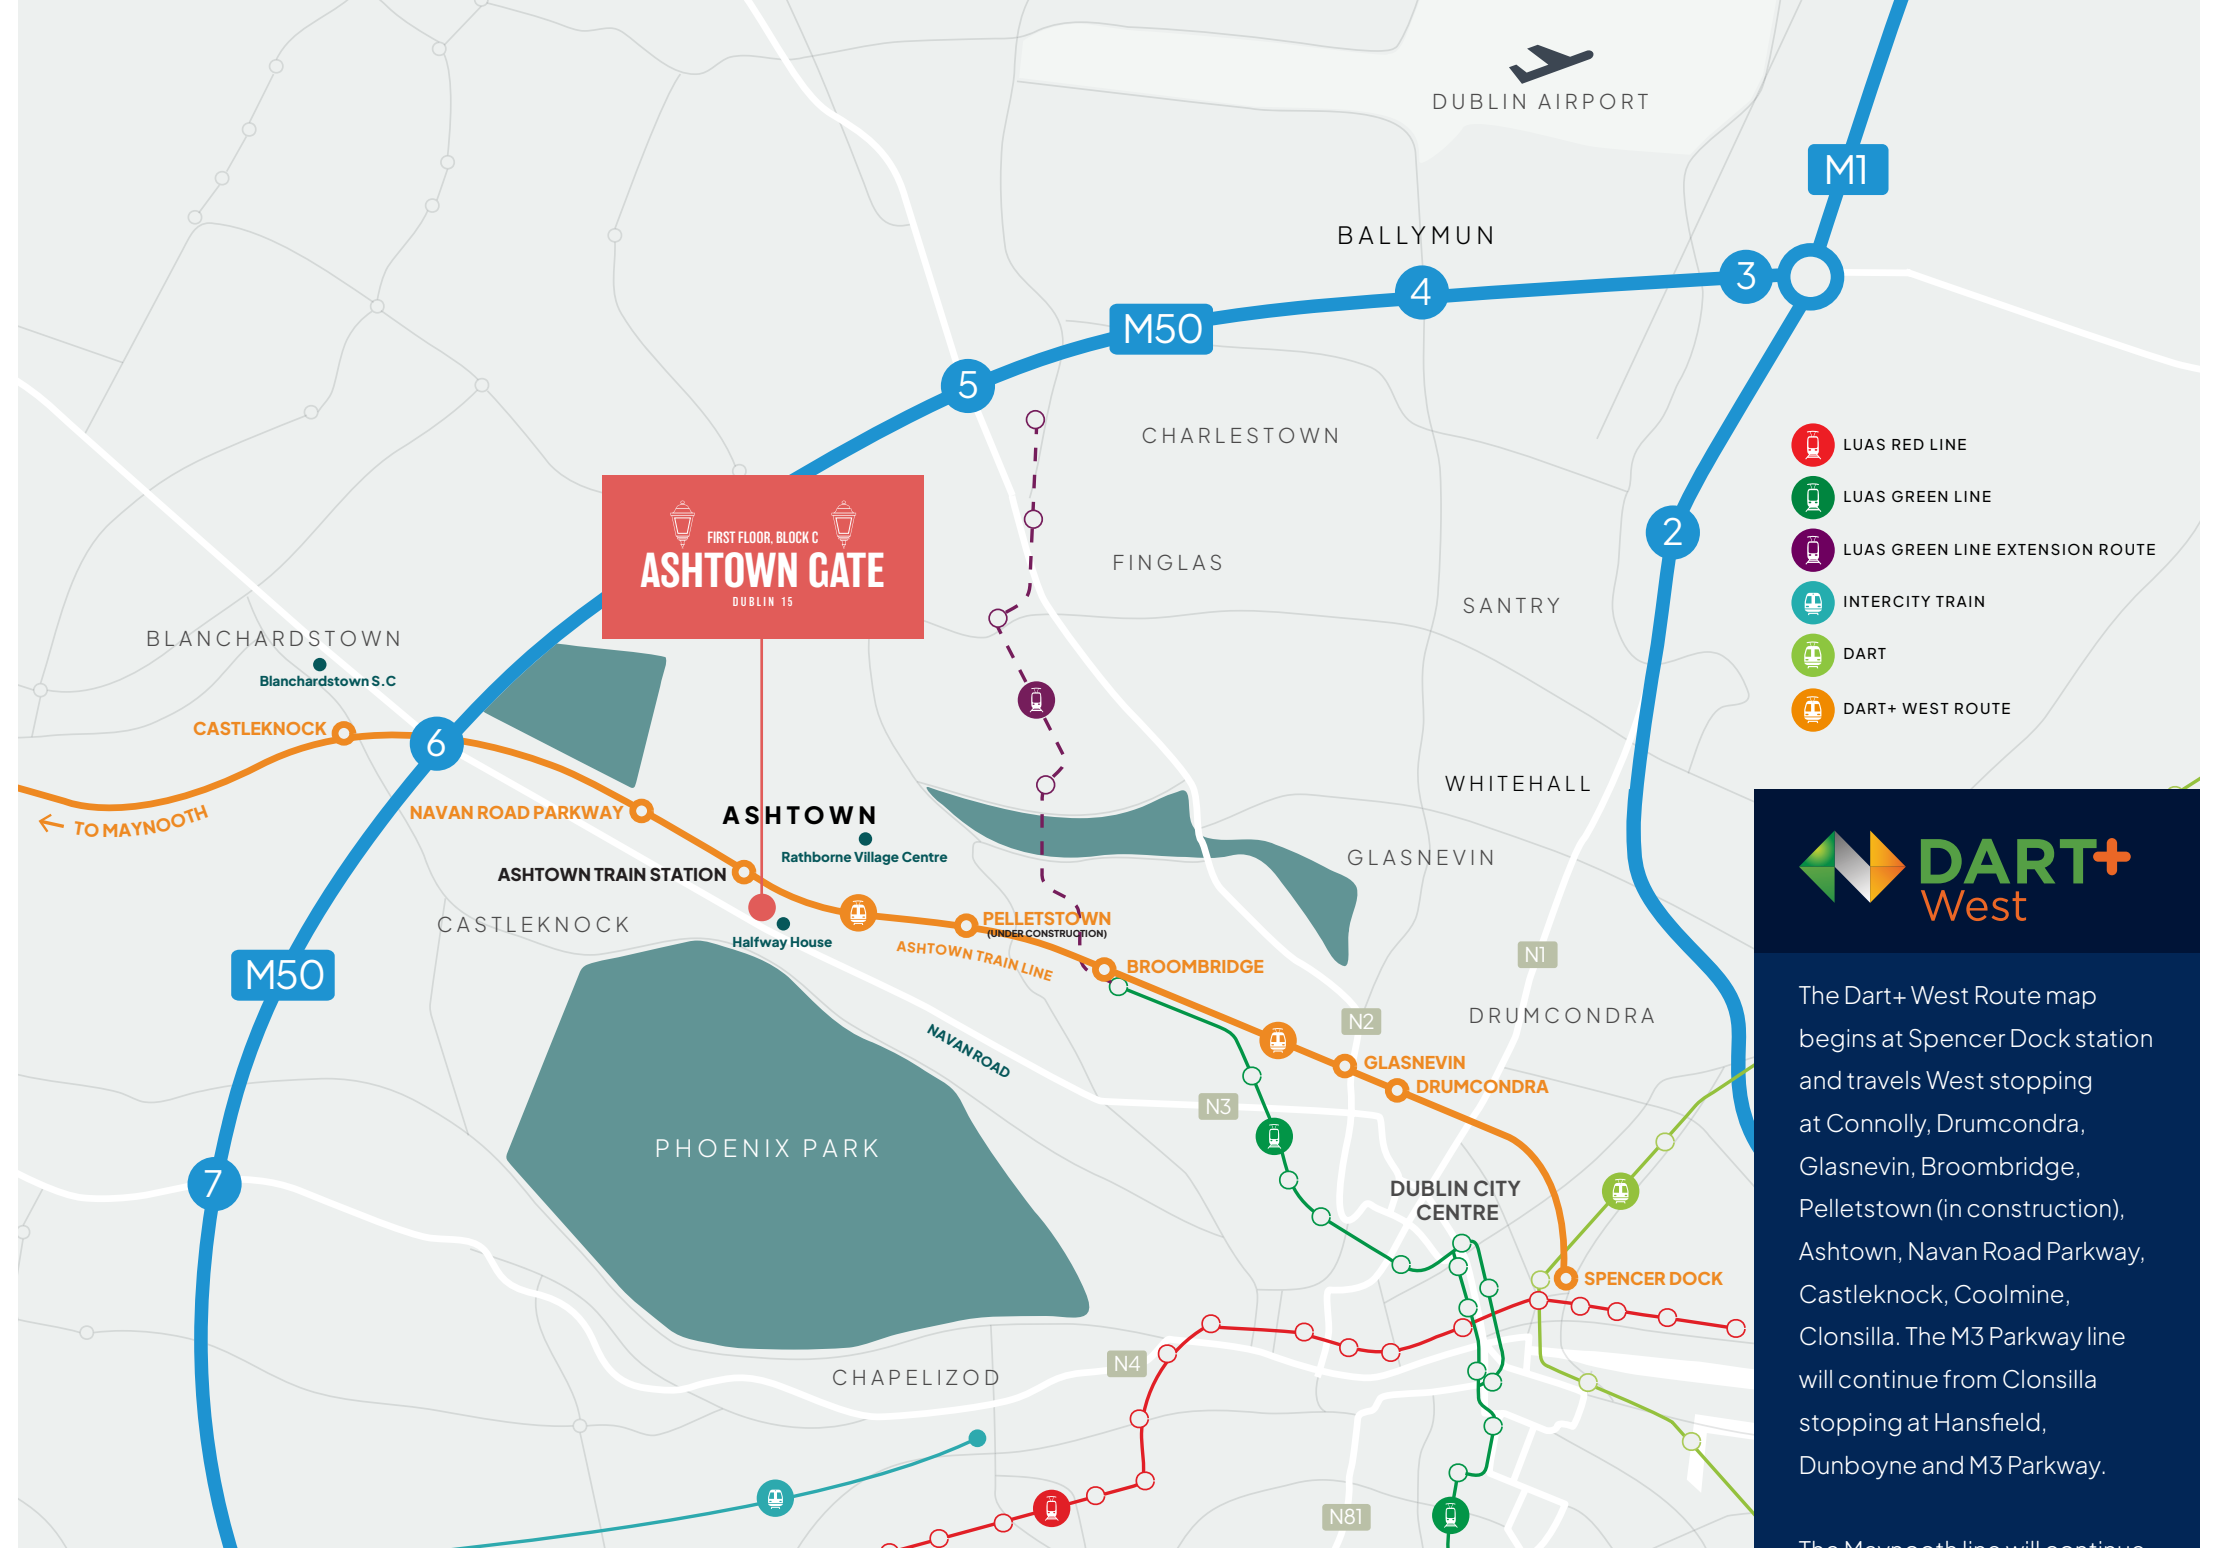 DUBLIN AIRPORT
M1
BALLYMUN
3
4
M50
5
CHARLESTOWN
LUAS RED LINE
LUAS GREEN LINE
LUAS GREEN LINE EXTENSION ROUTE
INTERCITY TRAIN
DART
DART+ WEST ROUTE
2
FIRST FLOOR, BLOCK C
ASHTOWN GATE
DUBLIN 15
FINGLAS
SANTRY
BLANCHARDSTOWN
Blanchardstown S.C
CASTLEKNOCK
6
TO MAYNOOTH
NAVAN ROAD PARKWAY
ASHTOWN
Rathborne Village Centre
WHITEHALL
GLASNEVIN
ASHTOWN TRAIN STATION
CASTLEKNOCK
Halfway House
PELLETSTOWN
(UNDER CONSTRUCTION)
ASHTOWN TRAIN LINE
BROOMBRIDGE
M50
NAVAN ROAD
N1
N2
DRUMCONDRA
GLASNEVIN
DRUMCONDRA
N3
PHOENIX PARK
7
DUBLIN CITY
CENTRE
SPENCER DOCK
N4
CHAPELIZOD
N81
DART+
West
The Dart+ West Route map
begins at Spencer Dock station
and travels West stopping
at Connolly, Drumcondra,
Glasnevin, Broombridge,
Pelletstown (in construction),
Ashtown, Navan Road Parkway,
Castleknock, Coolmine,
Clonsilla. The M3 Parkway line
will continue from Clonsilla
stopping at Hansfield,
Dunboyne and M3 Parkway.
The Maynooth line will continue